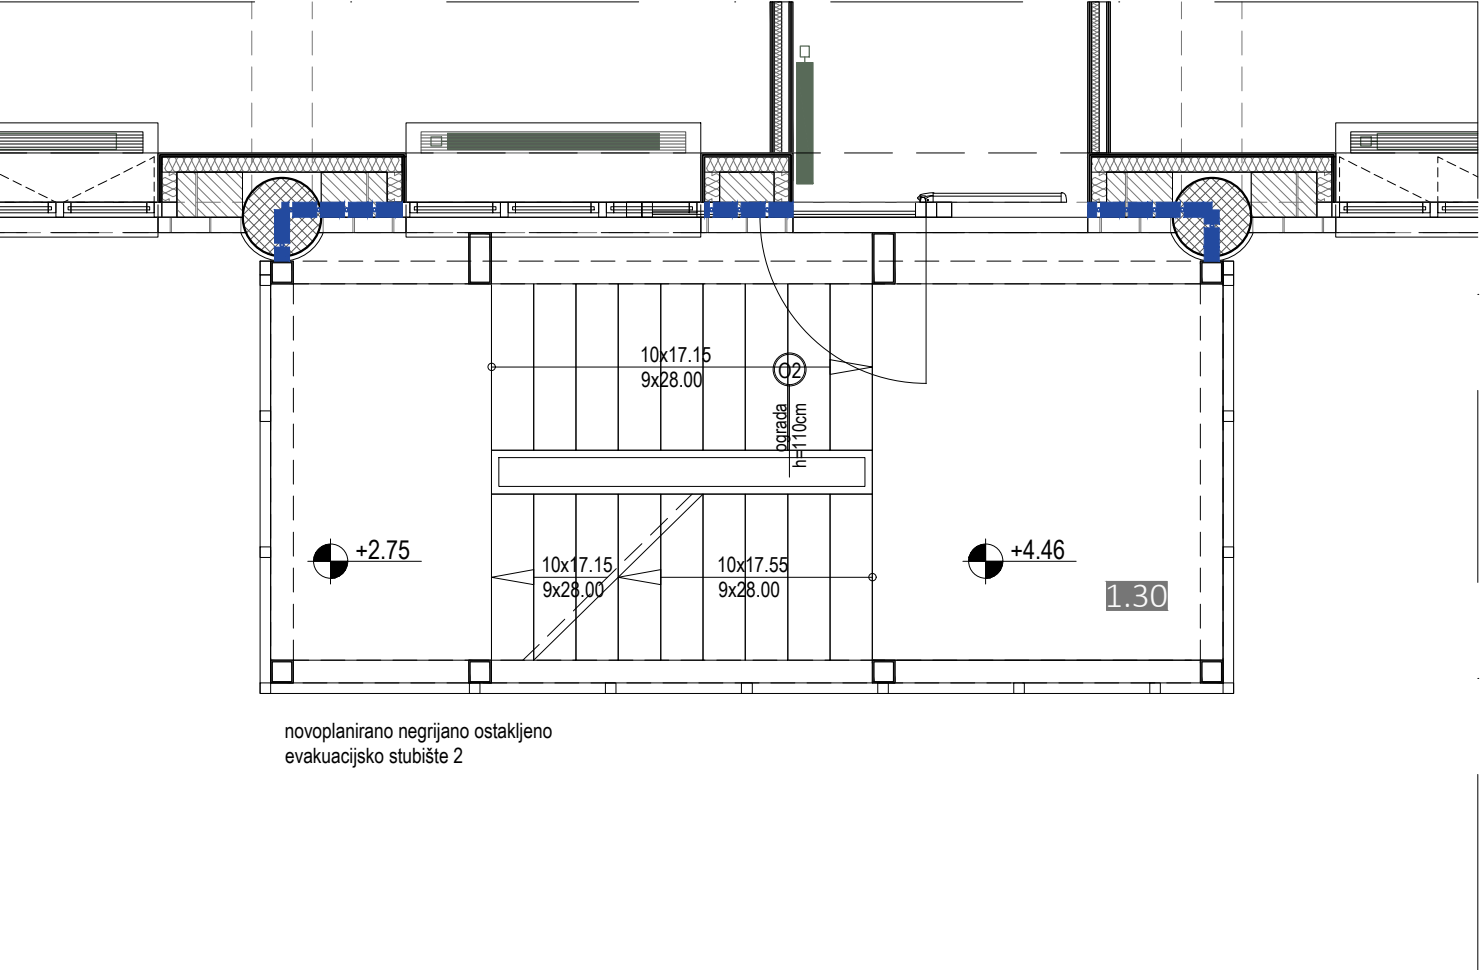 10x17.15
9x28.00
O2
ograda
h=110cm
+2.75
10x17.15
9x28.00
10x17.55
9x28.00
+4.46
1.30
novoplanirano negrijano ostakljeno
evakuacijsko stubište 2